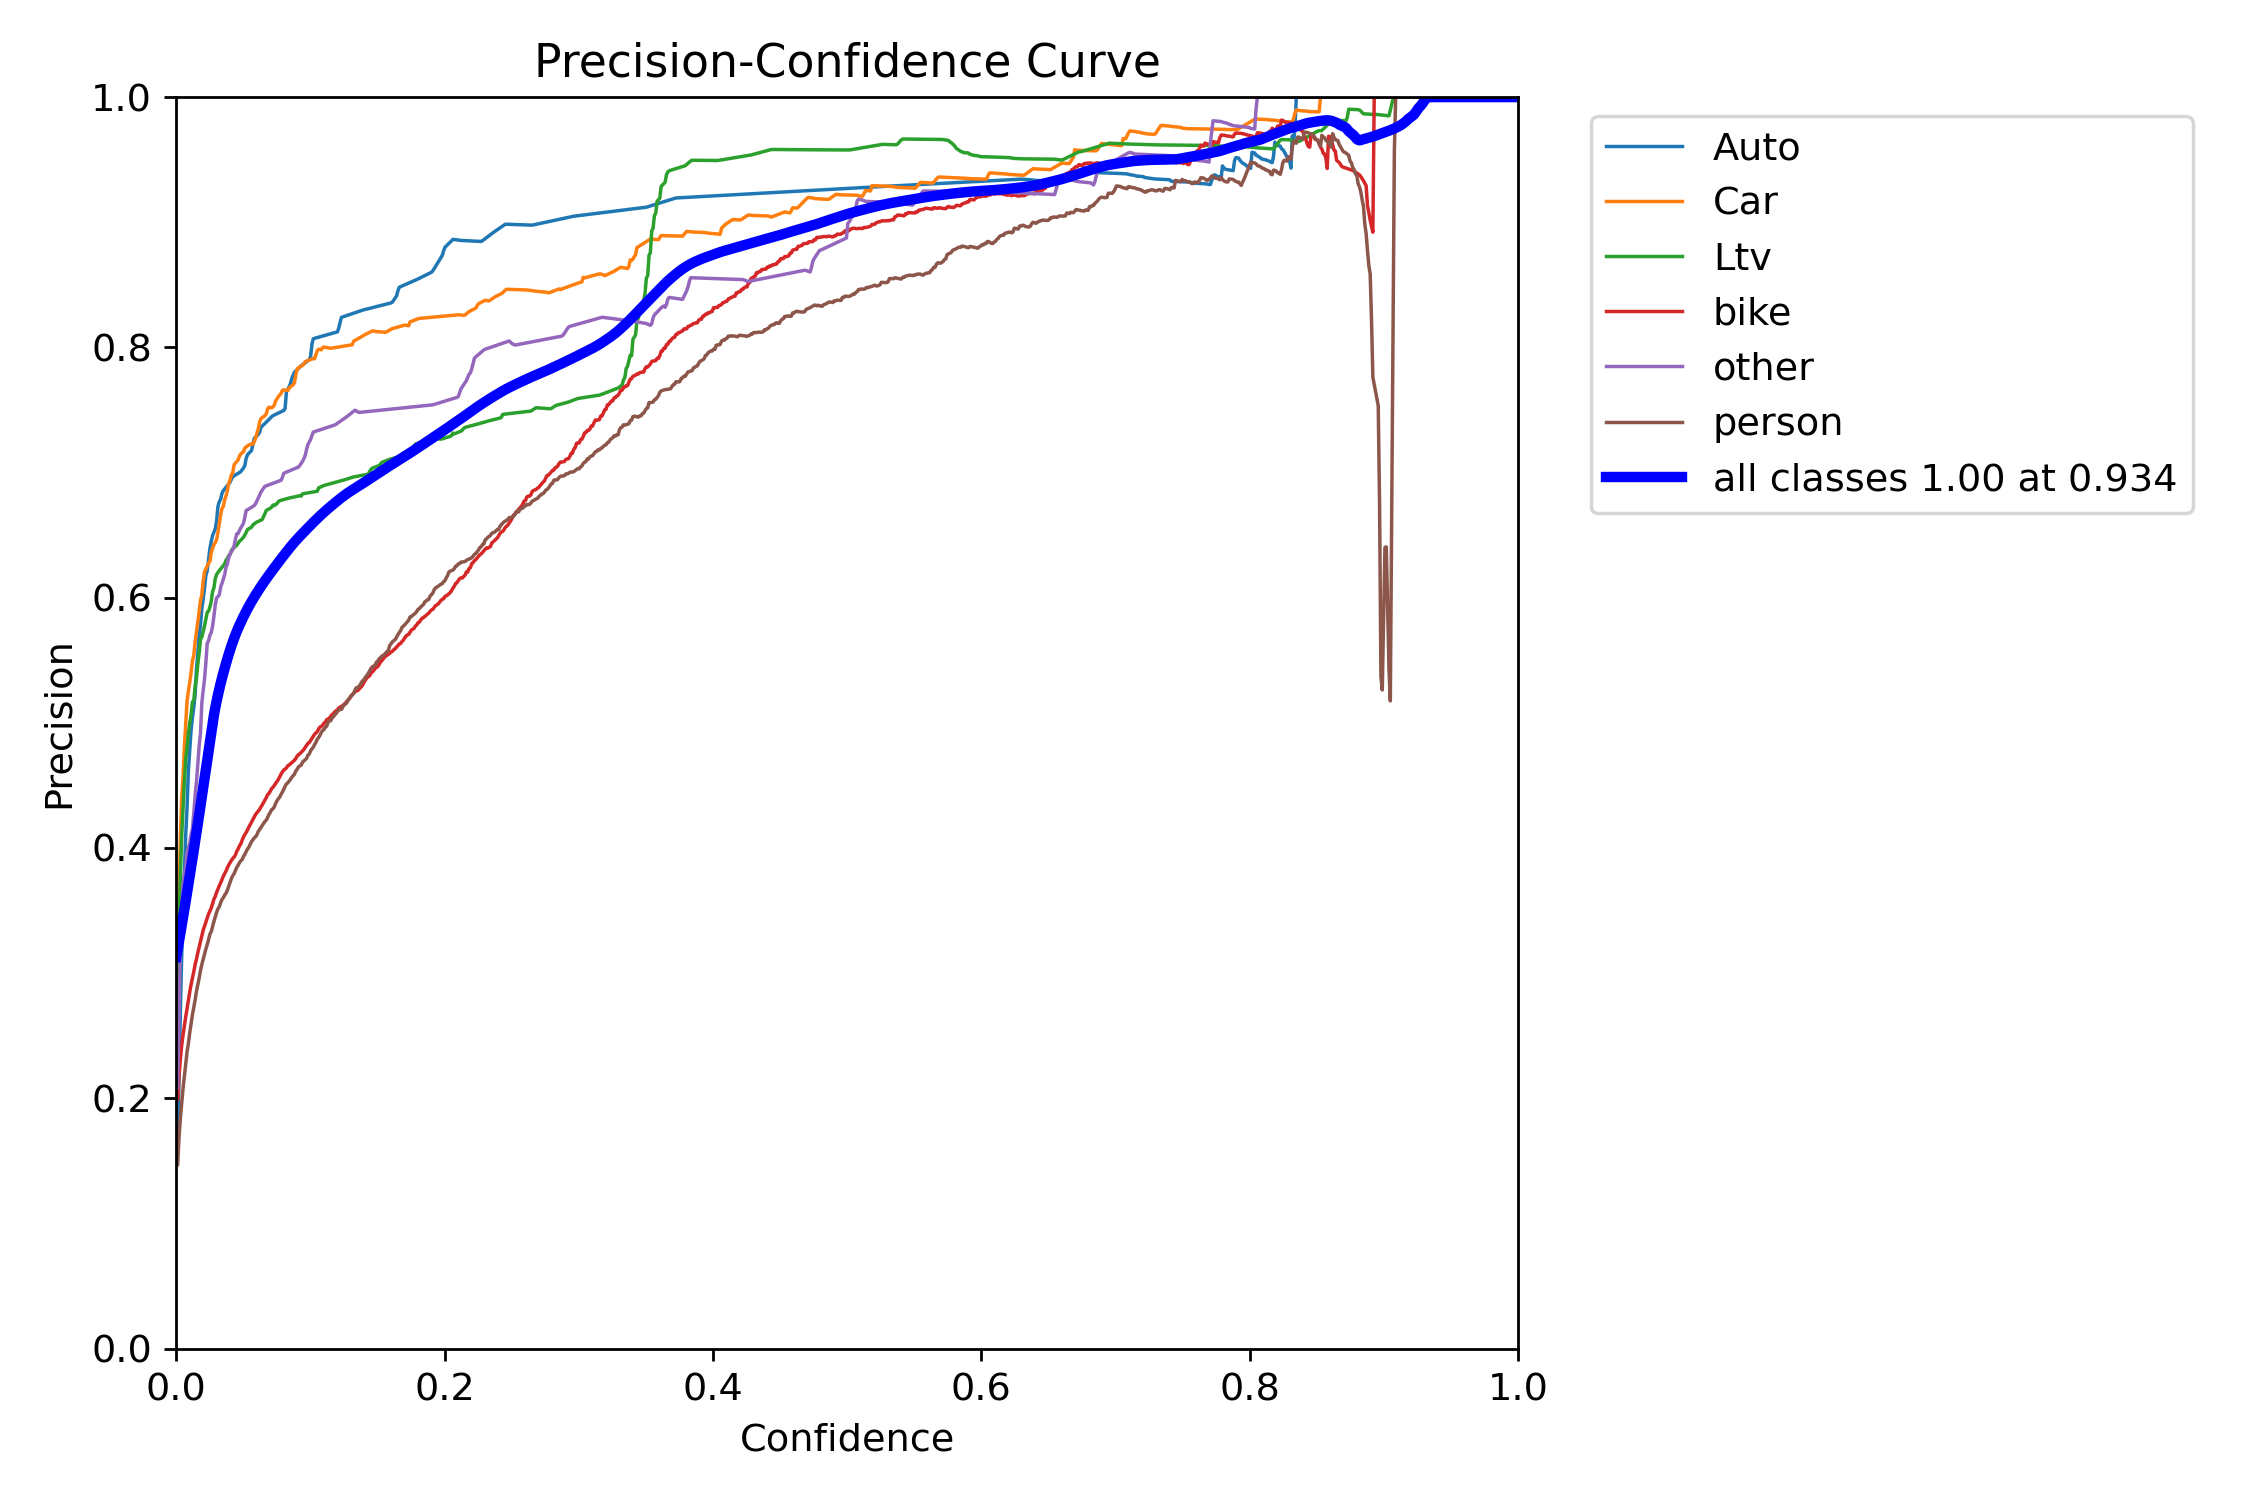 Precision-Confidence Curve
1.0
0.8
0.6
0.4
0.2
0.0
Precision
0.0 0.2 0.4 0.6 0.8 1.0
Confidence
Auto
Car
Ltv
bike
other
person
all classes 1.00 at 0.934